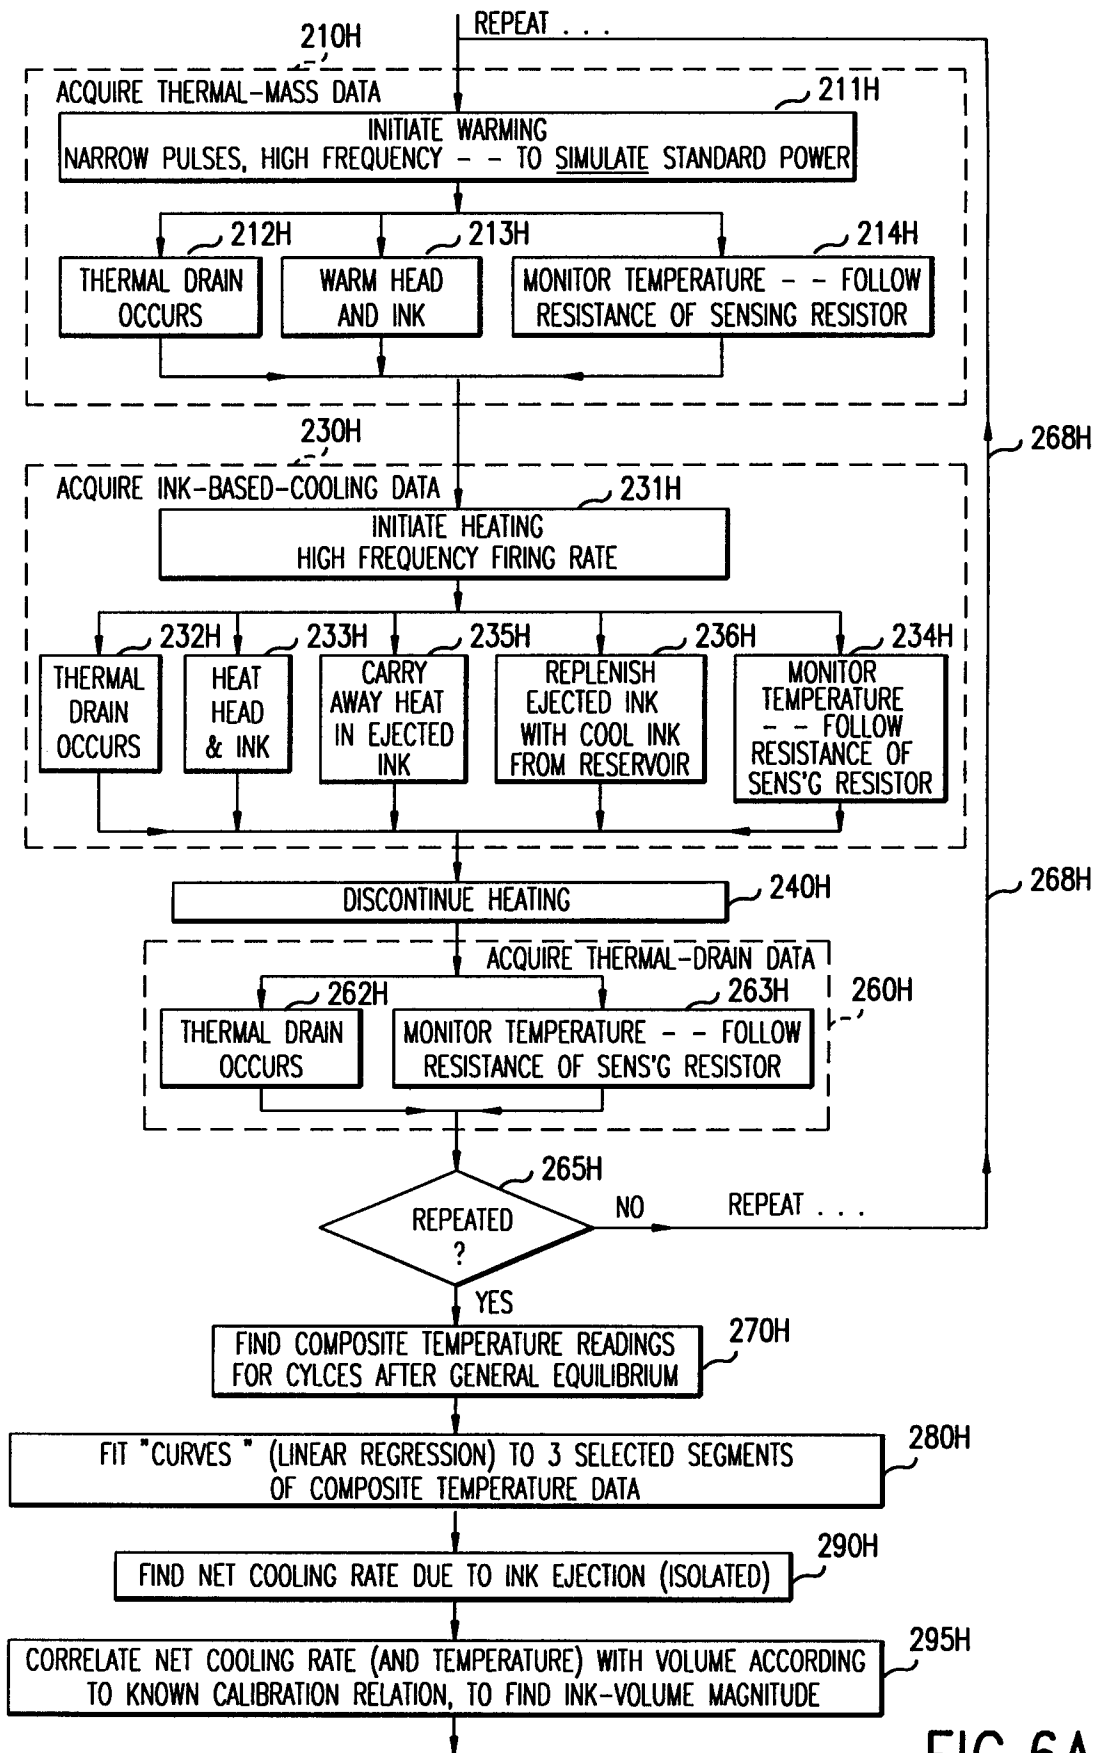 REPEAT . . .
210H
ACQUIRE THERMAL-MASS DATA
211H
INITIATE WARMING
NARROW PULSES, HIGH FREQUENCY - - TO SIMULATE STANDARD POWER
212H
213H
214H
THERMAL DRAIN
OCCURS
WARM HEAD
AND INK
MONITOR TEMPERATURE - - FOLLOW
RESISTANCE OF SENSING RESISTOR
230H
268H
ACQUIRE INK-BASED-COOLING DATA
231H
INITIATE HEATING
HIGH FREQUENCY FIRING RATE
232H
233H
235H
236H
234H
THERMAL
DRAIN
OCCURS
HEAT
HEAD
& INK
CARRY
AWAY HEAT
IN EJECTED
INK
REPLENISH
EJECTED INK
WITH COOL INK
FROM RESERVOIR
MONITOR
TEMPERATURE
- - FOLLOW
RESISTANCE OF
SENS'G RESISTOR
DISCONTINUE HEATING
240H
268H
ACQUIRE THERMAL-DRAIN DATA
262H
263H
260H
THERMAL DRAIN
OCCURS
MONITOR TEMPERATURE - - FOLLOW
RESISTANCE OF SENS'G RESISTOR
265H
REPEATED
?
NO
REPEAT . . .
YES
270H
FIND COMPOSITE TEMPERATURE READINGS
FOR CYLCES AFTER GENERAL EQUILIBRIUM
280H
FIT "CURVES " (LINEAR REGRESSION) TO 3 SELECTED SEGMENTS
OF COMPOSITE TEMPERATURE DATA
290H
FIND NET COOLING RATE DUE TO INK EJECTION (ISOLATED)
295H
CORRELATE NET COOLING RATE (AND TEMPERATURE) WITH VOLUME ACCORDING
TO KNOWN CALIBRATION RELATION, TO FIND INK-VOLUME MAGNITUDE
FIG 6A